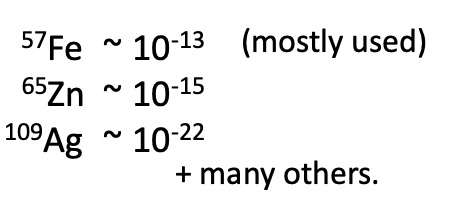 ⁵⁷Fe ~ 10⁻¹³ (mostly used)
⁶⁵Zn ~ 10⁻¹⁵
¹⁰⁹Ag ~ 10⁻²²
+ many others.